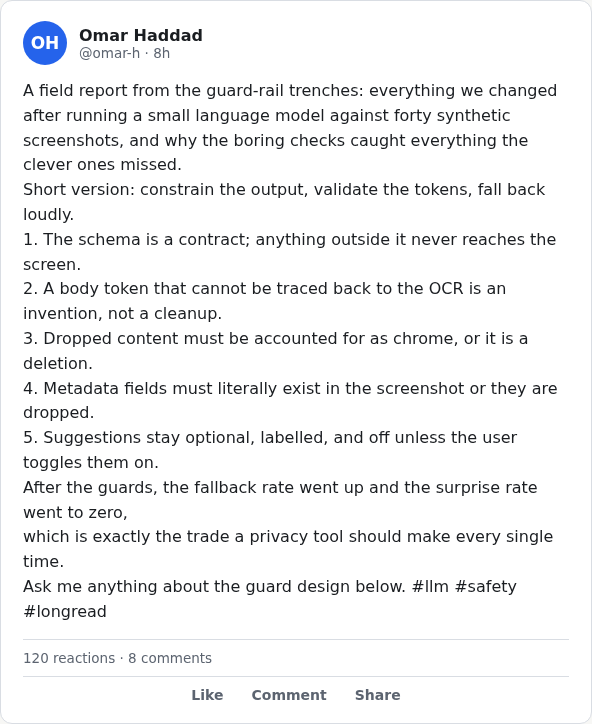 OH
Omar Haddad
@omar-h · 8h
A field report from the guard-rail trenches: everything we changed
after running a small language model against forty synthetic
screenshots, and why the boring checks caught everything the
clever ones missed.
Short version: constrain the output, validate the tokens, fall back
loudly.
1. The schema is a contract; anything outside it never reaches the
screen.
2. A body token that cannot be traced back to the OCR is an
invention, not a cleanup.
3. Dropped content must be accounted for as chrome, or it is a
deletion.
4. Metadata fields must literally exist in the screenshot or they are
dropped.
5. Suggestions stay optional, labelled, and off unless the user
toggles them on.
After the guards, the fallback rate went up and the surprise rate
went to zero,
which is exactly the trade a privacy tool should make every single
time.
Ask me anything about the guard design below. #llm #safety
#longread
120 reactions · 8 comments
Like Comment Share